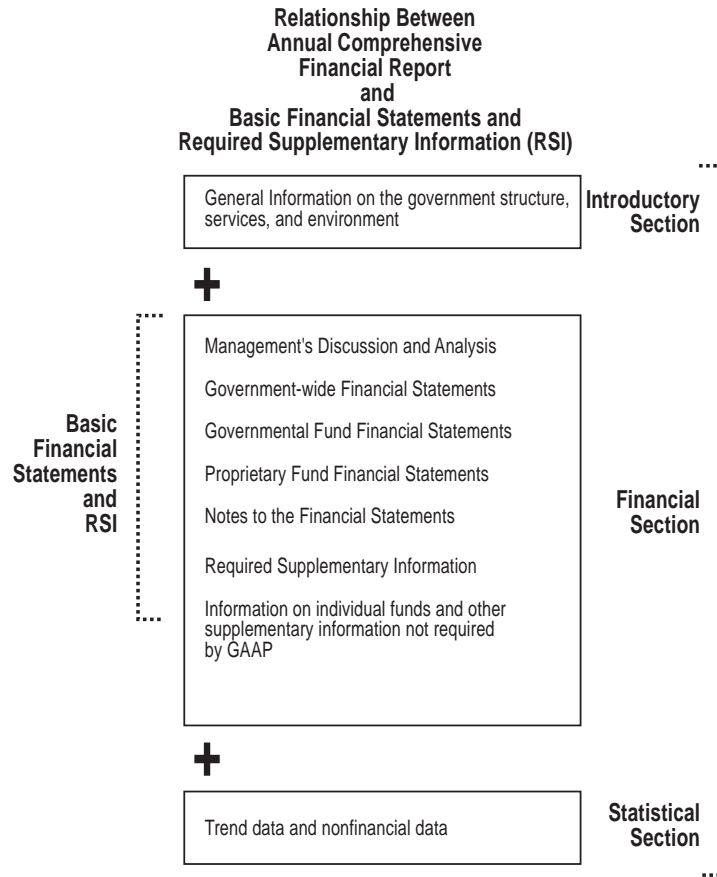 Relationship Between
Annual Comprehensive
Financial Report
and
Basic Financial Statements and
Required Supplementary Information (RSI)
General Information on the government structure,
services, and environment
Introductory
Section
+
Basic
Financial
Statements
and
RSI
Management's Discussion and Analysis
Government-wide Financial Statements
Governmental Fund Financial Statements
Proprietary Fund Financial Statements
Notes to the Financial Statements
Required Supplementary Information
Information on individual funds and other
supplementary information not required
by GAAP
Financial
Section
+
Trend data and nonfinancial data
Statistical
Section